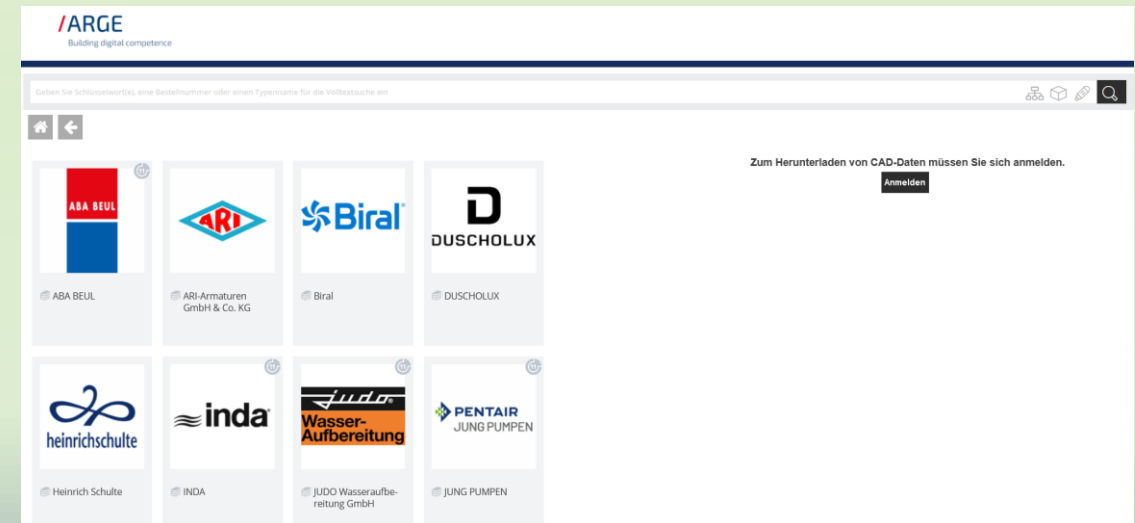 /ARGE
Building digital competence
Geben Sie Schlüsselwort(e), eine Bestellnummer oder einen Typenname für die Volltextsuche ein
Zum Herunterladen von CAD-Daten müssen Sie sich anmelden.
Anmelden
ABA BEUL
ARI
Biral
DUSCHOLUX
ABA BEUL
ARI-Armaturen
GmbH & Co. KG
Biral
DUSCHOLUX
heinrichschulte
inda
judo
Wasser-
Aufbereitung
PENTAIR
JUNG PUMPEN
Heinrich Schulte
INDA
JUDO Wasseraufbe-
reitung GmbH
JUNG PUMPEN